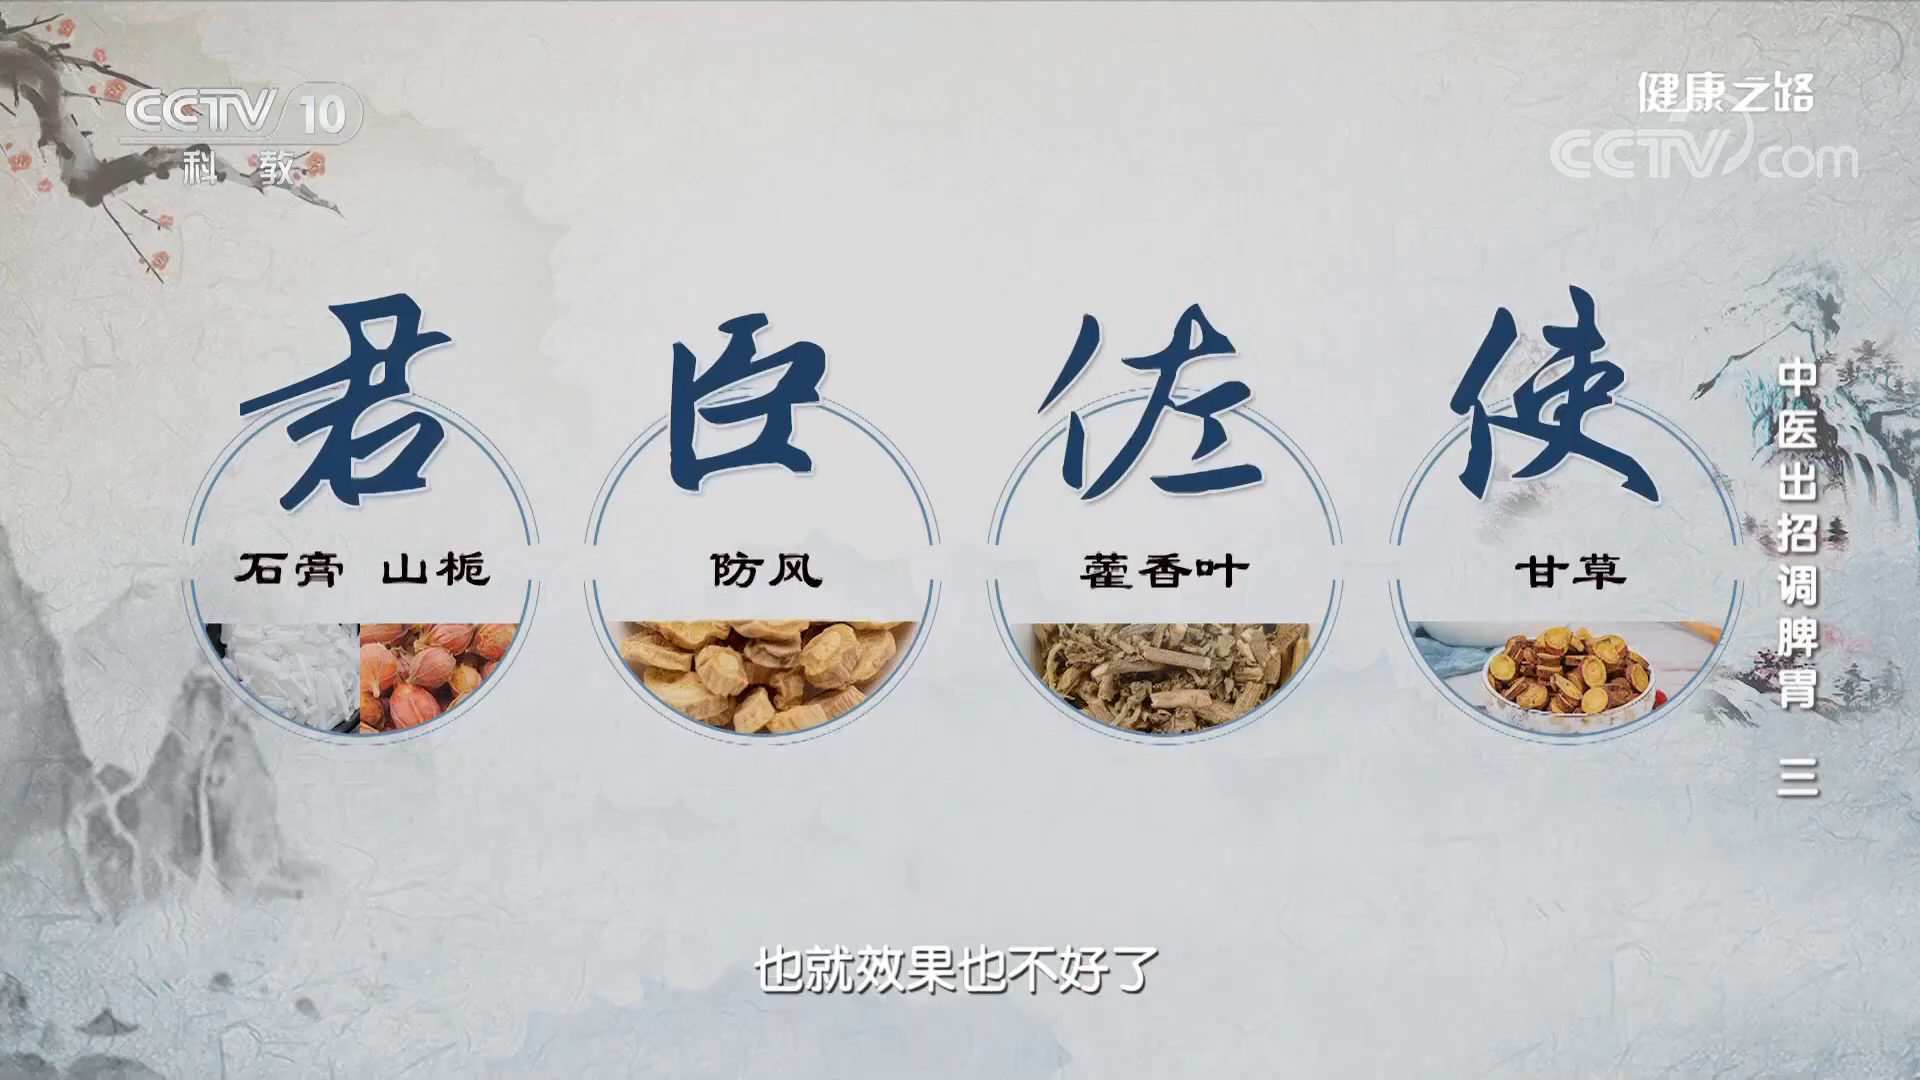 CCTV 10
科 教
健康之路
CCTV.com
君 臣 佐 使
石膏 山栀 防风 藿香叶 甘草
中医出招调脾胃 三
也就效果也不好了